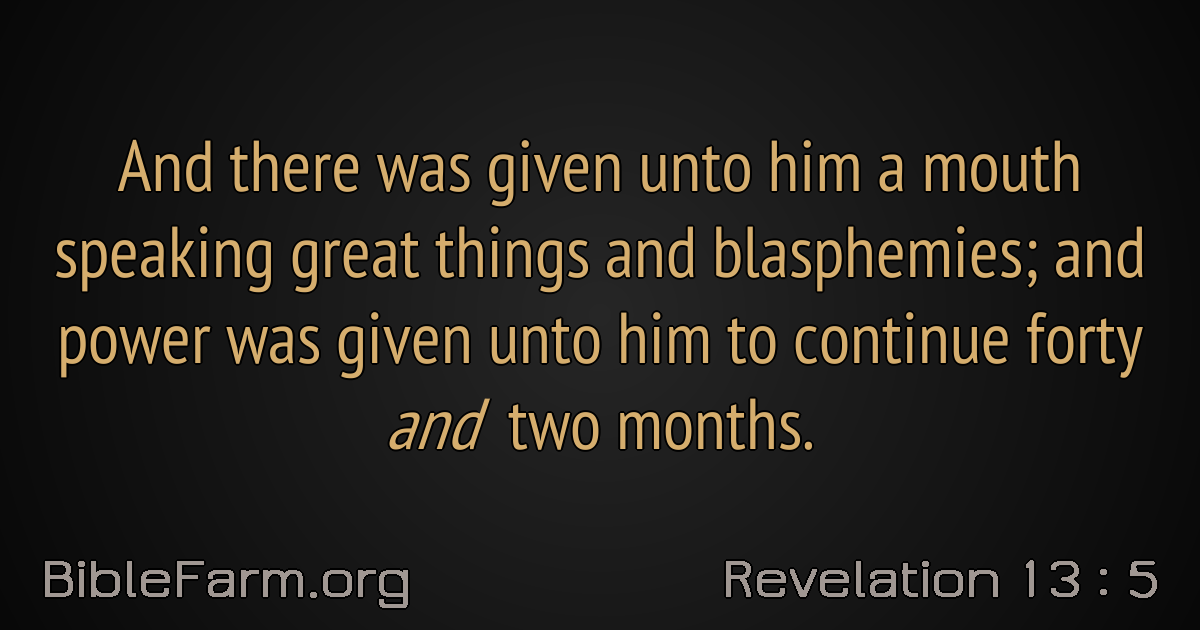 And there was given unto him a mouth
speaking great things and blasphemies; and
power was given unto him to continue forty
and two months.
BibleFarm.org
Revelation 13 : 5